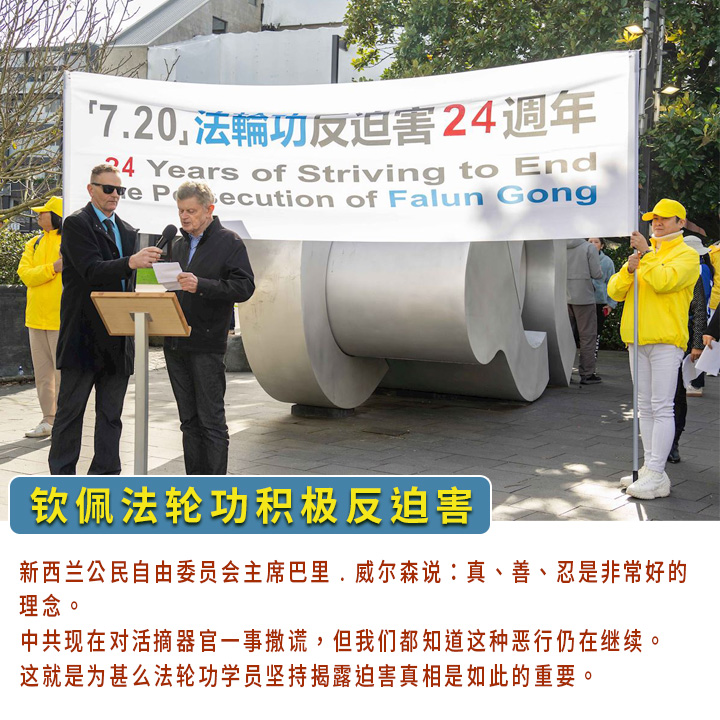 「7.20」法輪功反迫害24週年
24 Years of Striving to End
Persecution of Falun Gong
钦佩法轮功积极反迫害
新西兰公民自由委员会主席巴里．威尔森说：真、善、忍是非常好的
理念。
中共现在对活摘器官一事撒谎，但我们都知道这种恶行仍在继续。
这就是为甚么法轮功学员坚持揭露迫害真相是如此的重要。